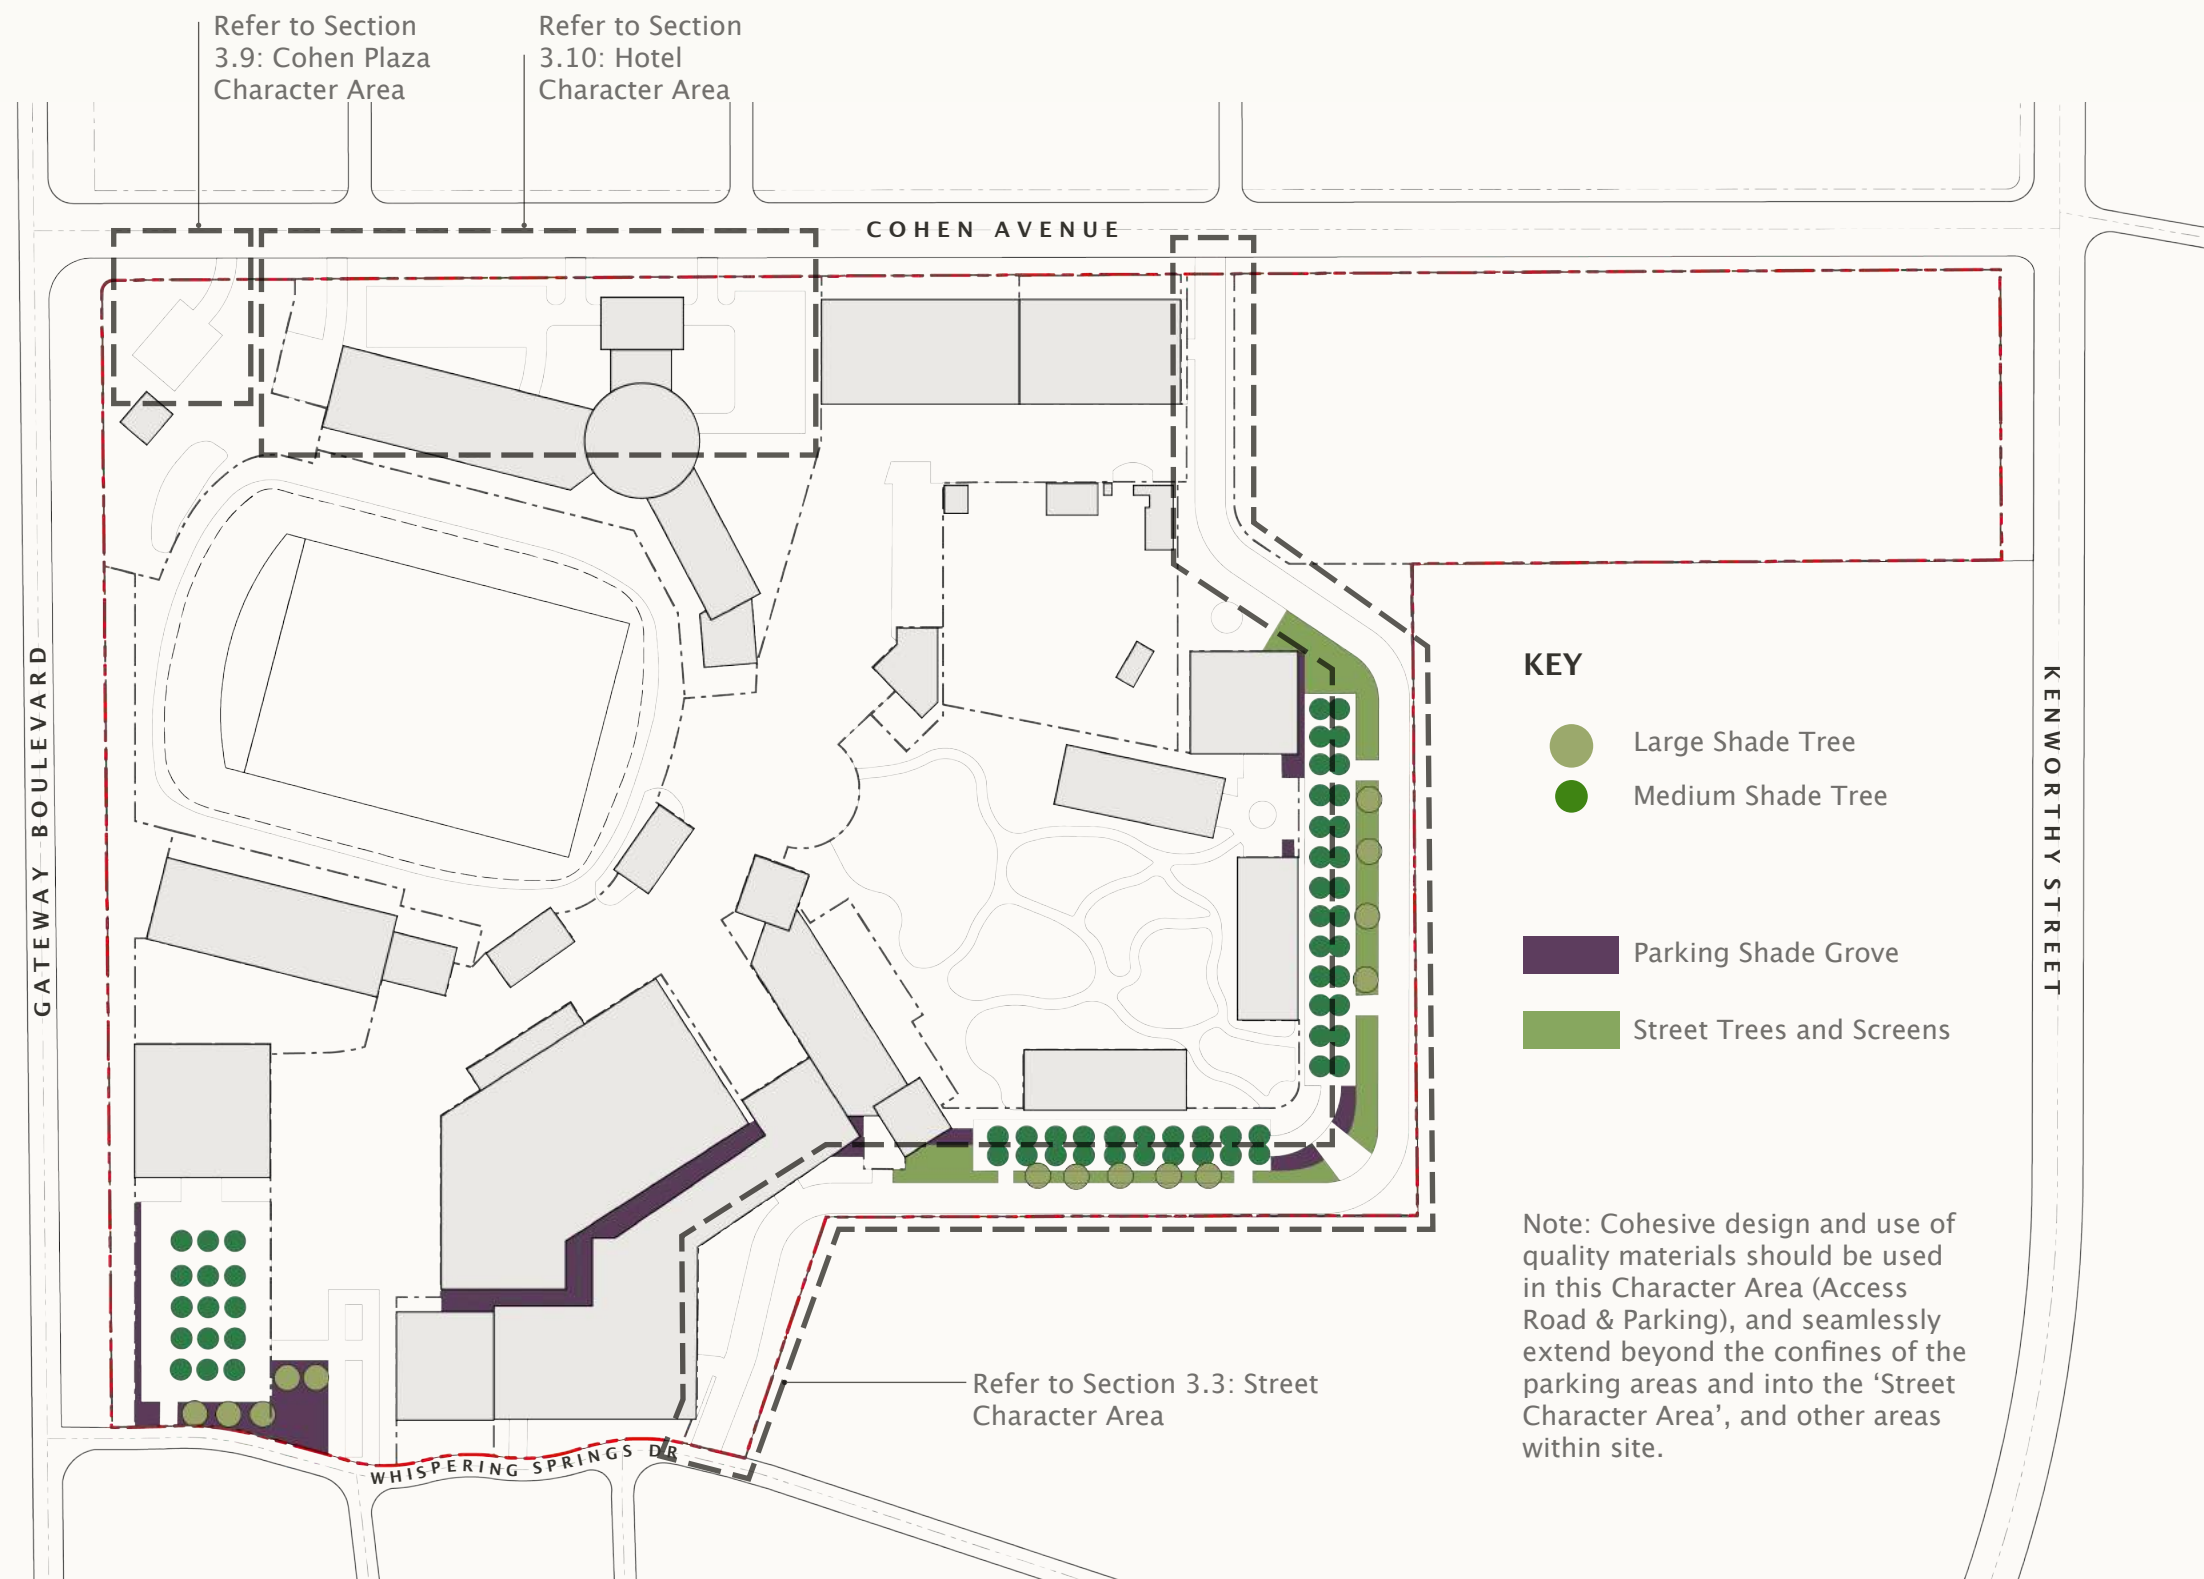 Refer to Section
3.9: Cohen Plaza
Character Area
Refer to Section
3.10: Hotel
Character Area
COHEN AVENUE
GATEWAY BOULEVARD
KENWORTHY STREET
KEY
Large Shade Tree
Medium Shade Tree
Parking Shade Grove
Street Trees and Screens
Note: Cohesive design and use of
quality materials should be used
in this Character Area (Access
Road & Parking), and seamlessly
extend beyond the confines of the
parking areas and into the ‘Street
Character Area’, and other areas
within site.
Refer to Section 3.3: Street
Character Area
WHISPERING SPRINGS DR